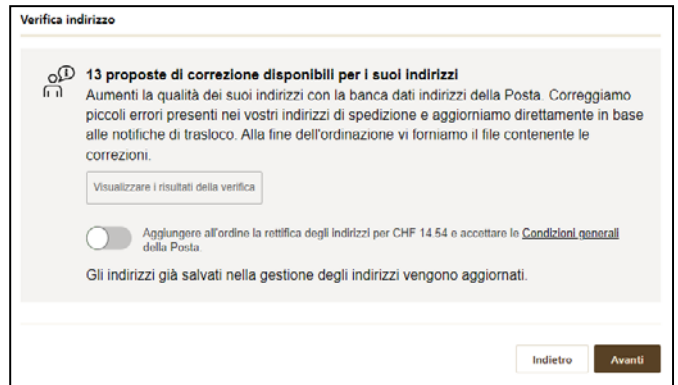 Verifica indirizzo
13 proposte di correzione disponibili per i suoi indirizzi
Aumenti la qualità dei suoi indirizzi con la banca dati indirizzi della Posta. Correggiamo
piccoli errori presenti nei vostri indirizzi di spedizione e aggiorniamo direttamente in base
alle notifiche di trasloco. Alla fine dell'ordinazione vi forniamo il file contenente le
correzioni.
Visualizzare i risultati della verifica
Aggiungere all'ordine la rettifica degli indirizzi per CHF 14.54 e accettare le Condizioni generali
della Posta.
Gli indirizzi già salvati nella gestione degli indirizzi vengono aggiornati.
Indietro
Avanti